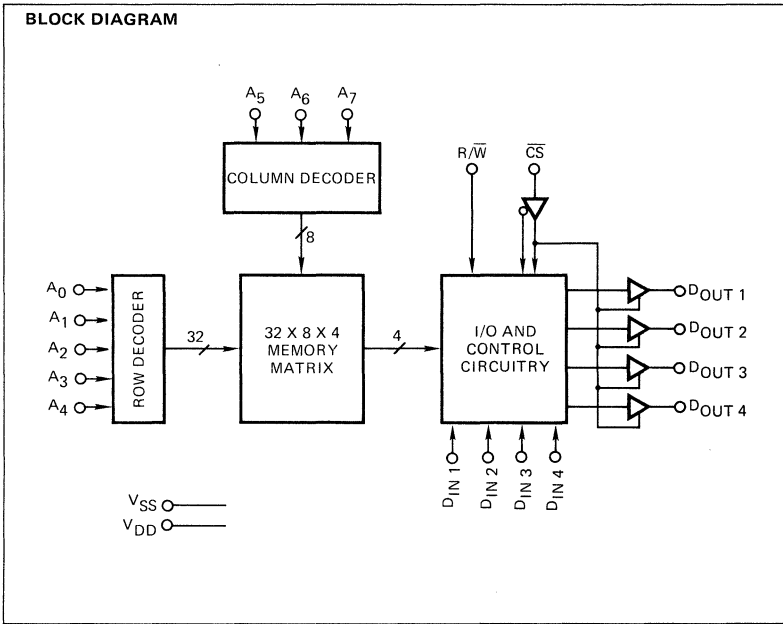 BLOCK DIAGRAM
A5 A6 A7
COLUMN DECODER
8
R/W̅ C̅S̅
A0
A1
A2
A3
A4
ROW DECODER
32
32 X 8 X 4
MEMORY
MATRIX
4
I/O AND
CONTROL
CIRCUITRY
DOUT 1
DOUT 2
DOUT 3
DOUT 4
DIN 1
DIN 2
DIN 3
DIN 4
VSS
VDD